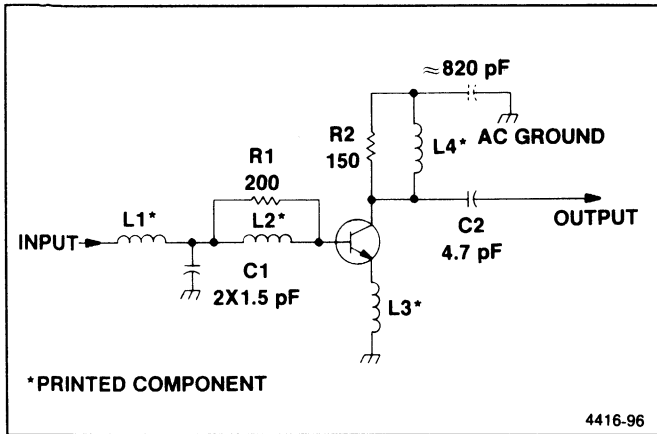 ≈820 pF
AC GROUND
R2
150
L4*
R1
200
L1*
L2*
INPUT
C1
2X1.5 pF
C2
4.7 pF
OUTPUT
L3*
*PRINTED COMPONENT
4416-96